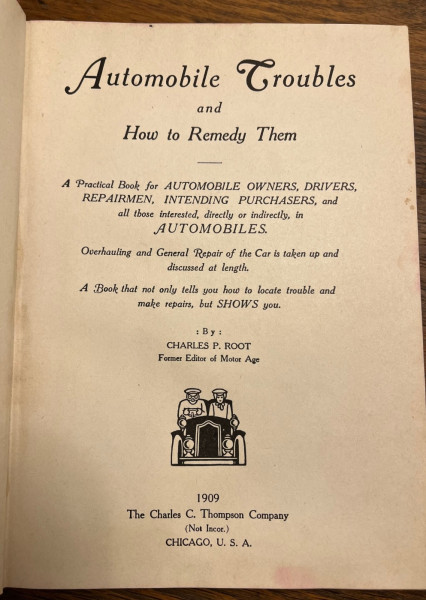 Automobile Troubles
and
How to Remedy Them
A Practical Book for AUTOMOBILE OWNERS, DRIVERS,
REPAIRMEN, INTENDING PURCHASERS, and
all those interested, directly or indirectly, in
AUTOMOBILES.
Overhauling and General Repair of the Car is taken up and
discussed at length.
A Book that not only tells you how to locate trouble and
make repairs, but SHOWS you.
: By :
CHARLES P. ROOT
Former Editor of Motor Age
1909
The Charles C. Thompson Company
(Not Incor.)
CHICAGO, U. S. A.